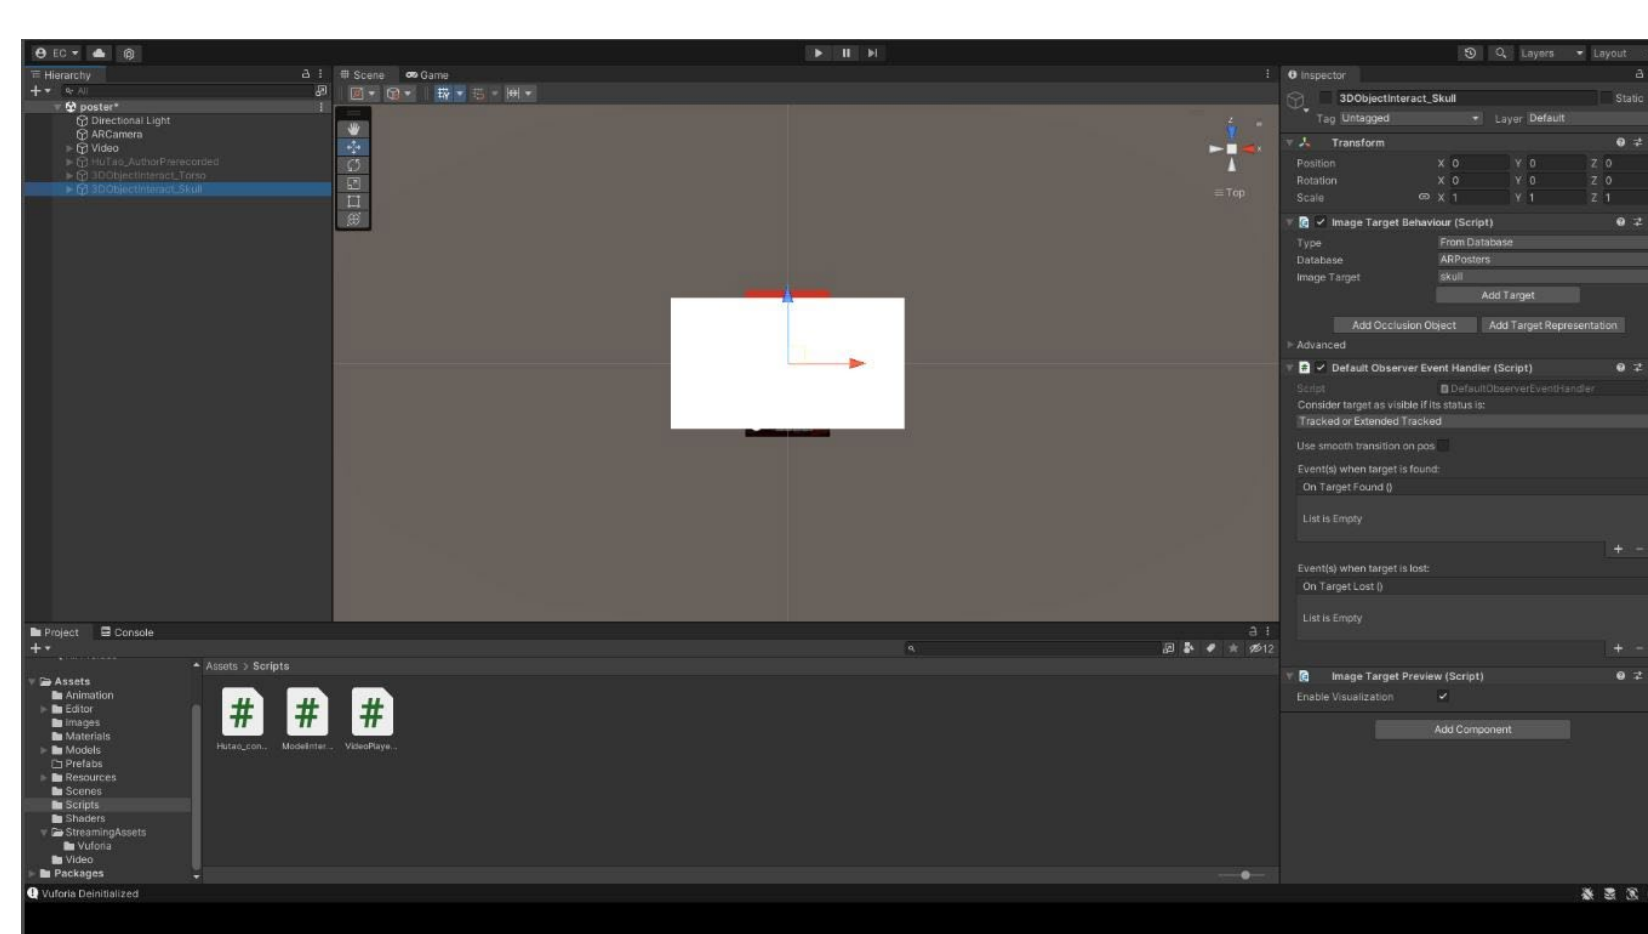 EC
Layers
Layout
Hierarchy
All
poster*
Directional Light
ARCamera
Video
HuTao_AuthorPrerecorded
3DObjectInteract_Torso
3DObjectInteract_Skull
Scene
Game
z
x
Top
Inspector
3DObjectInteract_Skull
Static
Tag Untagged
Layer Default
Transform
Position X 0 Y 0 Z 0
Rotation X 0 Y 0 Z 0
Scale X 1 Y 1 Z 1
Image Target Behaviour (Script)
Type From Database
Database ARPosters
Image Target skull
Add Target
Add Occlusion Object Add Target Representation
Advanced
# Default Observer Event Handler (Script)
Script DefaultObserverEventHandler
Consider target as visible if its status is:
Tracked or Extended Tracked
Use smooth transition on pos
Event(s) when target is found:
On Target Found ()
List is Empty
+ -
Event(s) when target is lost:
On Target Lost ()
List is Empty
+ -
Image Target Preview (Script)
Enable Visualization
Add Component
Project
Console
12
Assets > Scripts
Assets
Animation
Editor
Images
Materials
Models
Prefabs
Resources
Scenes
Scripts
Shaders
StreamingAssets
Vuforia
Video
Packages
# # #
Hutao_con...
ModelInter...
VideoPlaye...
Vuforia Deinitialized